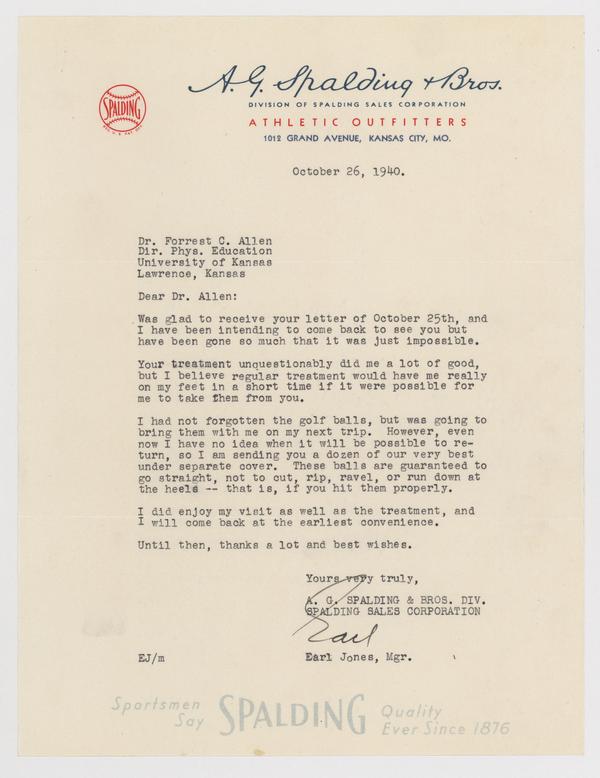 A. G. Spalding & Bros.
DIVISION OF SPALDING SALES CORPORATION
SPALDING
ATHLETIC OUTFITTERS
1012 GRAND AVENUE, KANSAS CITY, MO.
October 26, 1940.
Dr. Forrest C. Allen
Dir. Phys. Education
University of Kansas
Lawrence, Kansas
Dear Dr. Allen:
Was glad to receive your letter of October 25th, and
I have been intending to come back to see you but
have been gone so much that it was just impossible.
Your treatment unquestionably did me a lot of good,
but I believe regular treatment would have me really
on my feet in a short time if it were possible for
me to take them from you.
I had not forgotten the golf balls, but was going to
bring them with me on my next trip. However, even
now I have no idea when it will be possible to re-
turn, so I am sending you a dozen of our very best
under separate cover. These balls are guaranteed to
go straight, not to cut, rip, ravel, or run down at
the heels -- that is, if you hit them properly.
I did enjoy my visit as well as the treatment, and
I will come back at the earliest convenience.
Until then, thanks a lot and best wishes.
Yours very truly,
A. G. SPALDING & BROS. DIV.
SPALDING SALES CORPORATION
Earl
EJ/m Earl Jones, Mgr.
Sportsmen Say SPALDING Quality Ever Since 1876